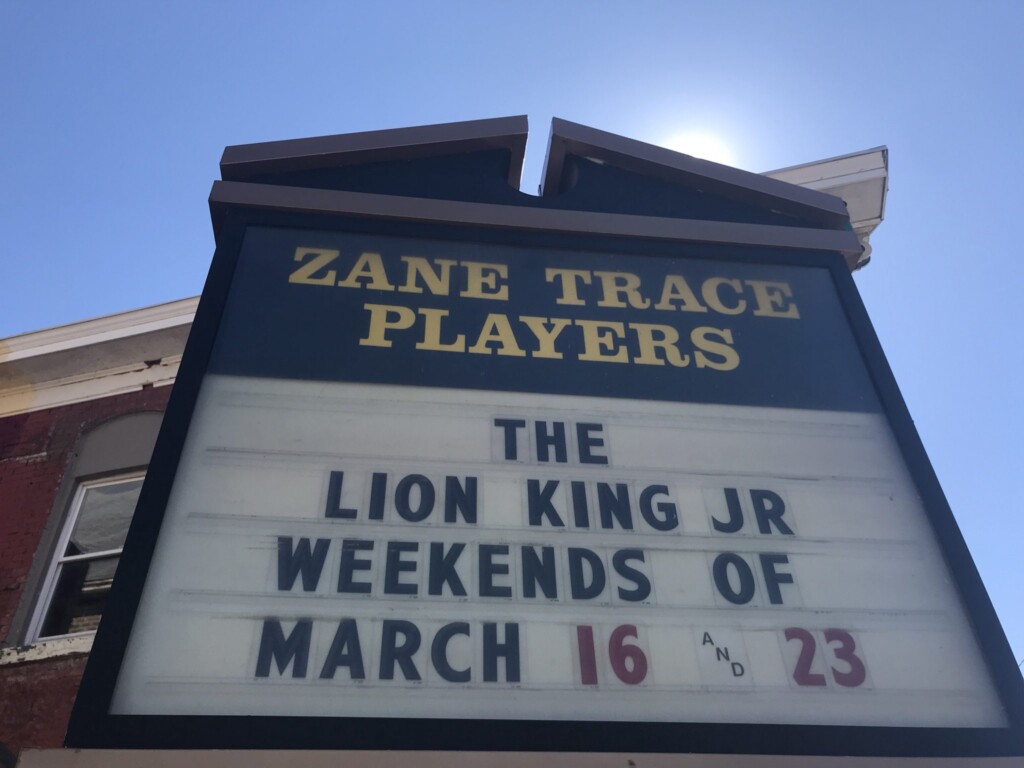 ZANE TRACE
PLAYERS
THE
LION KING JR
WEEKENDS OF
MARCH 16 AND 23